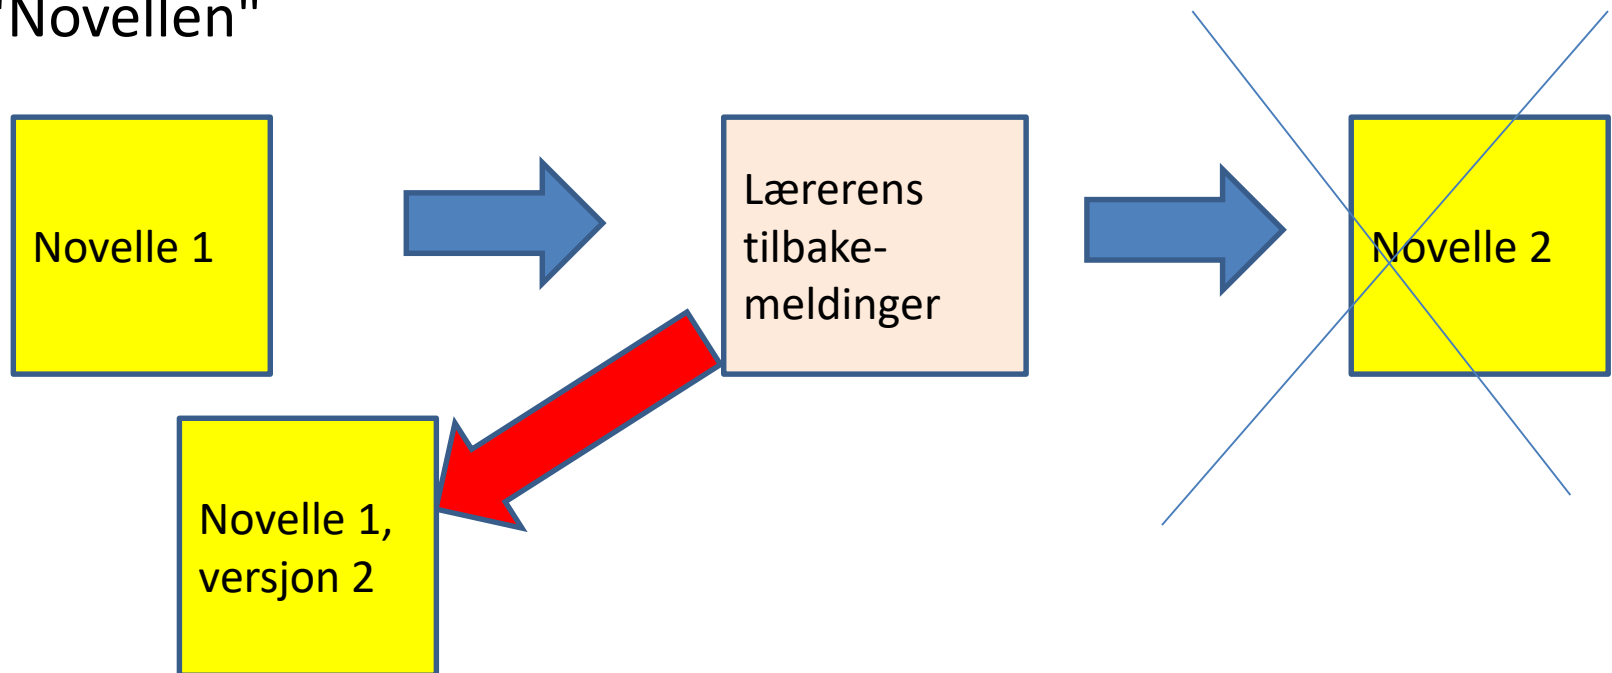 "Novellen"
Novelle 1
Lærerens
tilbake-
meldinger
Novelle 2
Novelle 1,
versjon 2